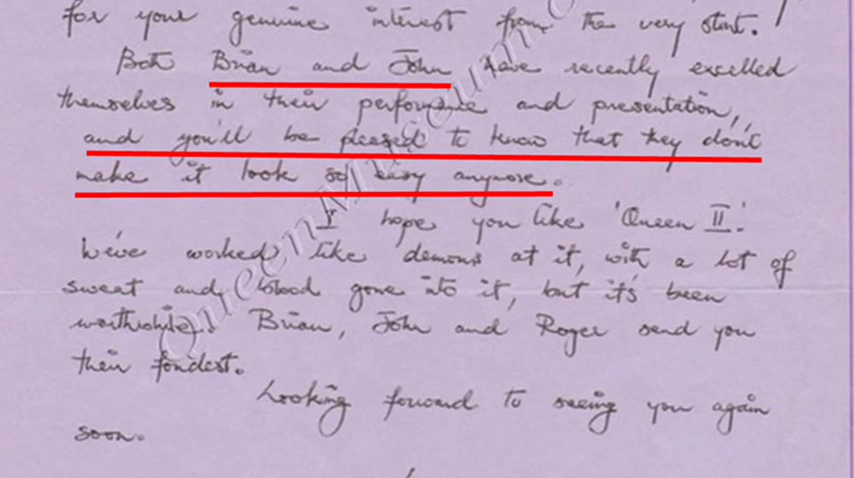 for your genuine interest from the very start.
Both Brian and John have recently excelled
themselves in their performance and presentation,
and you'll be pleased to know that they don't
make it look so easy anymore.
I hope you like 'Queen II'.
We've worked like demons at it, with a lot of
sweat and blood gone into it, but it's been
worthwhile. Brian, John and Roger send you
their fondest.
Looking forward to seeing you again
soon.
QueenMuseum.Co